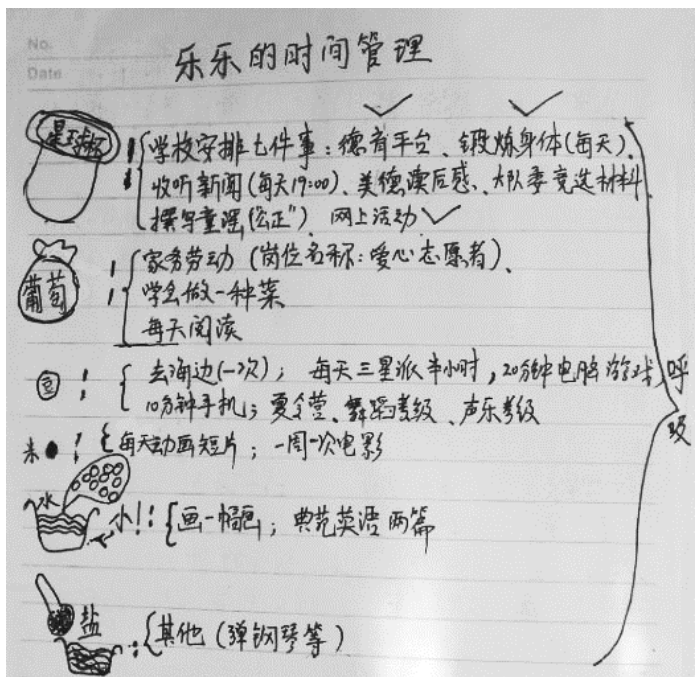 No.
Date
乐乐的时间管理
学校安排七件事：德育平台、锻炼身体(每天)、
收听新闻(每天19:00)、美德读后感、大队委竞选材料
撰写童谣("公正")、网上活动
家务劳动(岗位名称：爱心志愿者)、
葡萄
学会做一种菜
每天阅读
豆：
去海边(一次)；每天三星派半小时，20分钟电脑游戏
10分钟手机；夏令营、舞蹈考级、声乐考级
呼吸
米：每天动画短片；一周一次电影
水
小!：画一幅画；典范英语两篇
盐：其他(弹钢琴等)